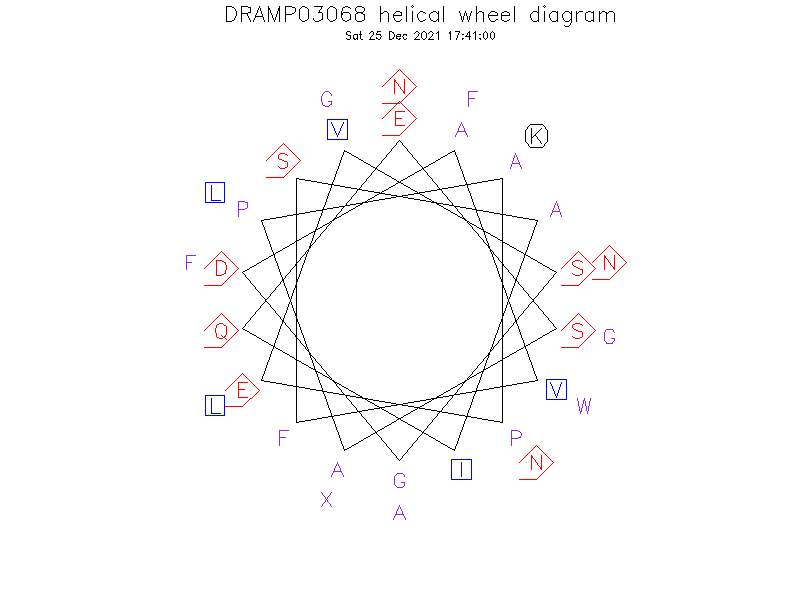 DRAMP03068 helical wheel diagram
Sat 25 Dec 2021 17:41:00
N
G F
E
V A
K
S A
L
P A
F D S N
Q S G
E V
L W
F P
A I N
G
X
A